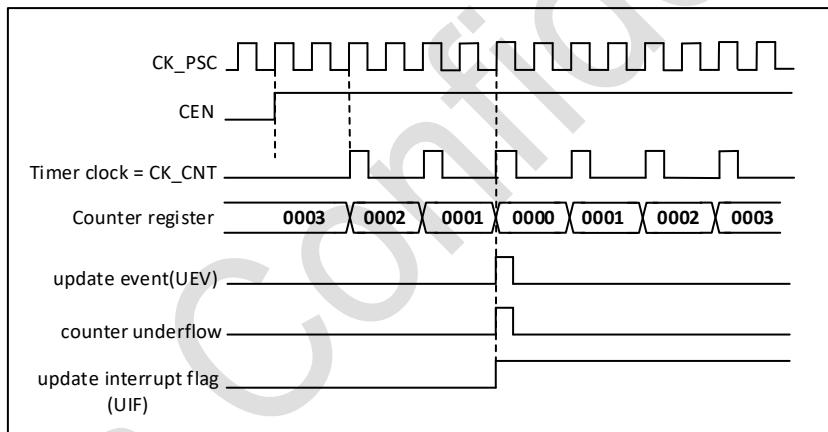 CK_PSC
CEN
Timer clock = CK_CNT
Counter register 0003 0002 0001 0000 0001 0002 0003
update event(UEV)
counter underflow
update interrupt flag
(UIF)